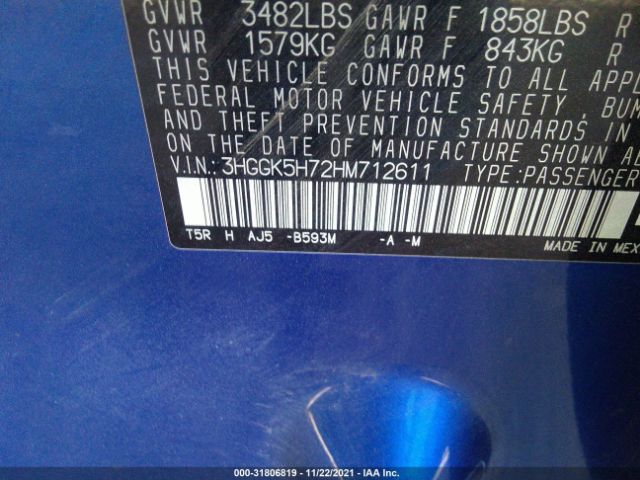 GVWR 3482LBS GAWR F 1858LBS R
GVWR 1579KG GAWR F 843KG R
THIS VEHICLE CONFORMS TO ALL APP
FEDERAL MOTOR VEHICLE SAFETY, BUM
AND THEFT PREVENTION STANDARDS IN
ON THE DATE OF MANUFACTURE SHOWN A
V.I.N.: 3HGGK5H72HM712611 TYPE:PASSENGER
T5R H AJ5 -B593M -A -M
MADE IN MEX
000-31806819 - 11/22/2021 - IAA Inc.